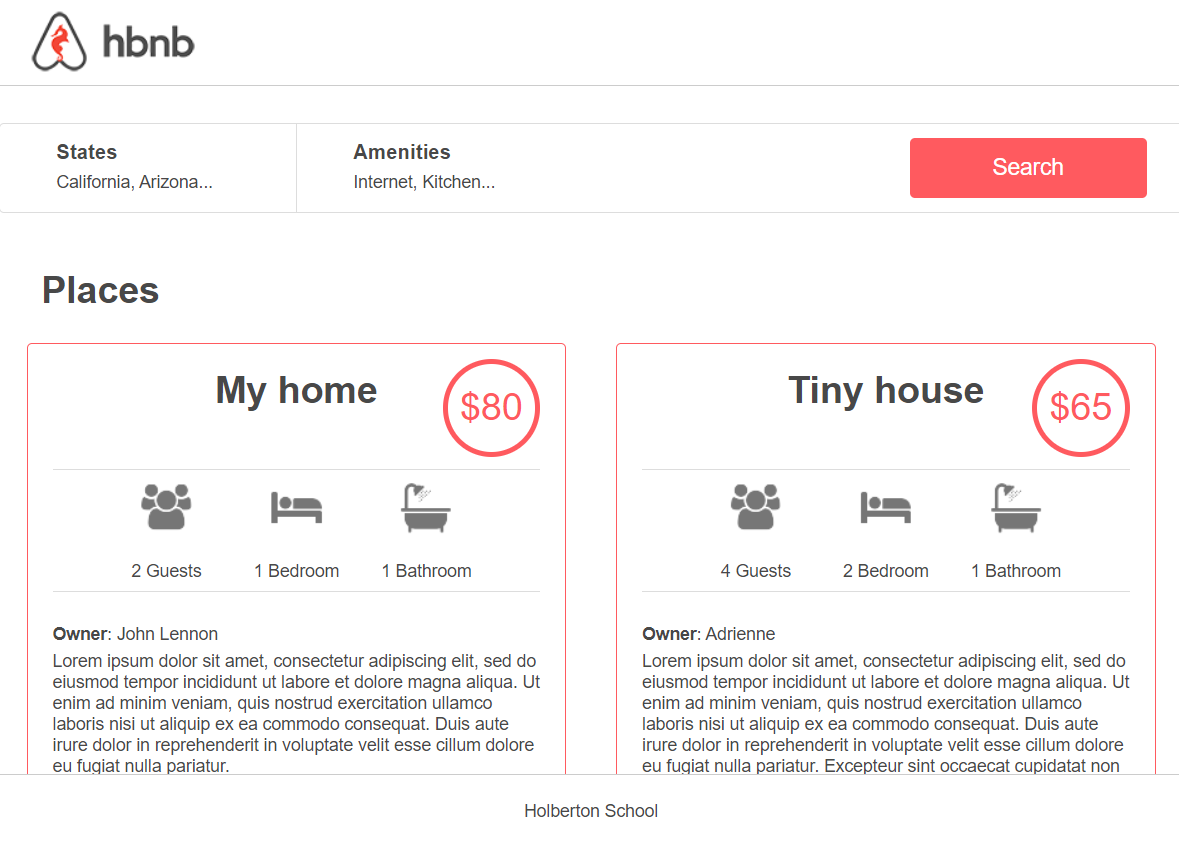 hbnb
States
California, Arizona...
Amenities
Internet, Kitchen...
Search
Places
My home
$80
2 Guests
1 Bedroom
1 Bathroom
Owner: John Lennon
Lorem ipsum dolor sit amet, consectetur adipiscing elit, sed do
eiusmod tempor incididunt ut labore et dolore magna aliqua. Ut
enim ad minim veniam, quis nostrud exercitation ullamco
laboris nisi ut aliquip ex ea commodo consequat. Duis aute
irure dolor in reprehenderit in voluptate velit esse cillum dolore
eu fugiat nulla pariatur.
Tiny house
$65
4 Guests
2 Bedroom
1 Bathroom
Owner: Adrienne
Lorem ipsum dolor sit amet, consectetur adipiscing elit, sed do
eiusmod tempor incididunt ut labore et dolore magna aliqua. Ut
enim ad minim veniam, quis nostrud exercitation ullamco
laboris nisi ut aliquip ex ea commodo consequat. Duis aute
irure dolor in reprehenderit in voluptate velit esse cillum dolore
eu fugiat nulla pariatur. Excepteur sint occaecat cupidatat non
Holberton School